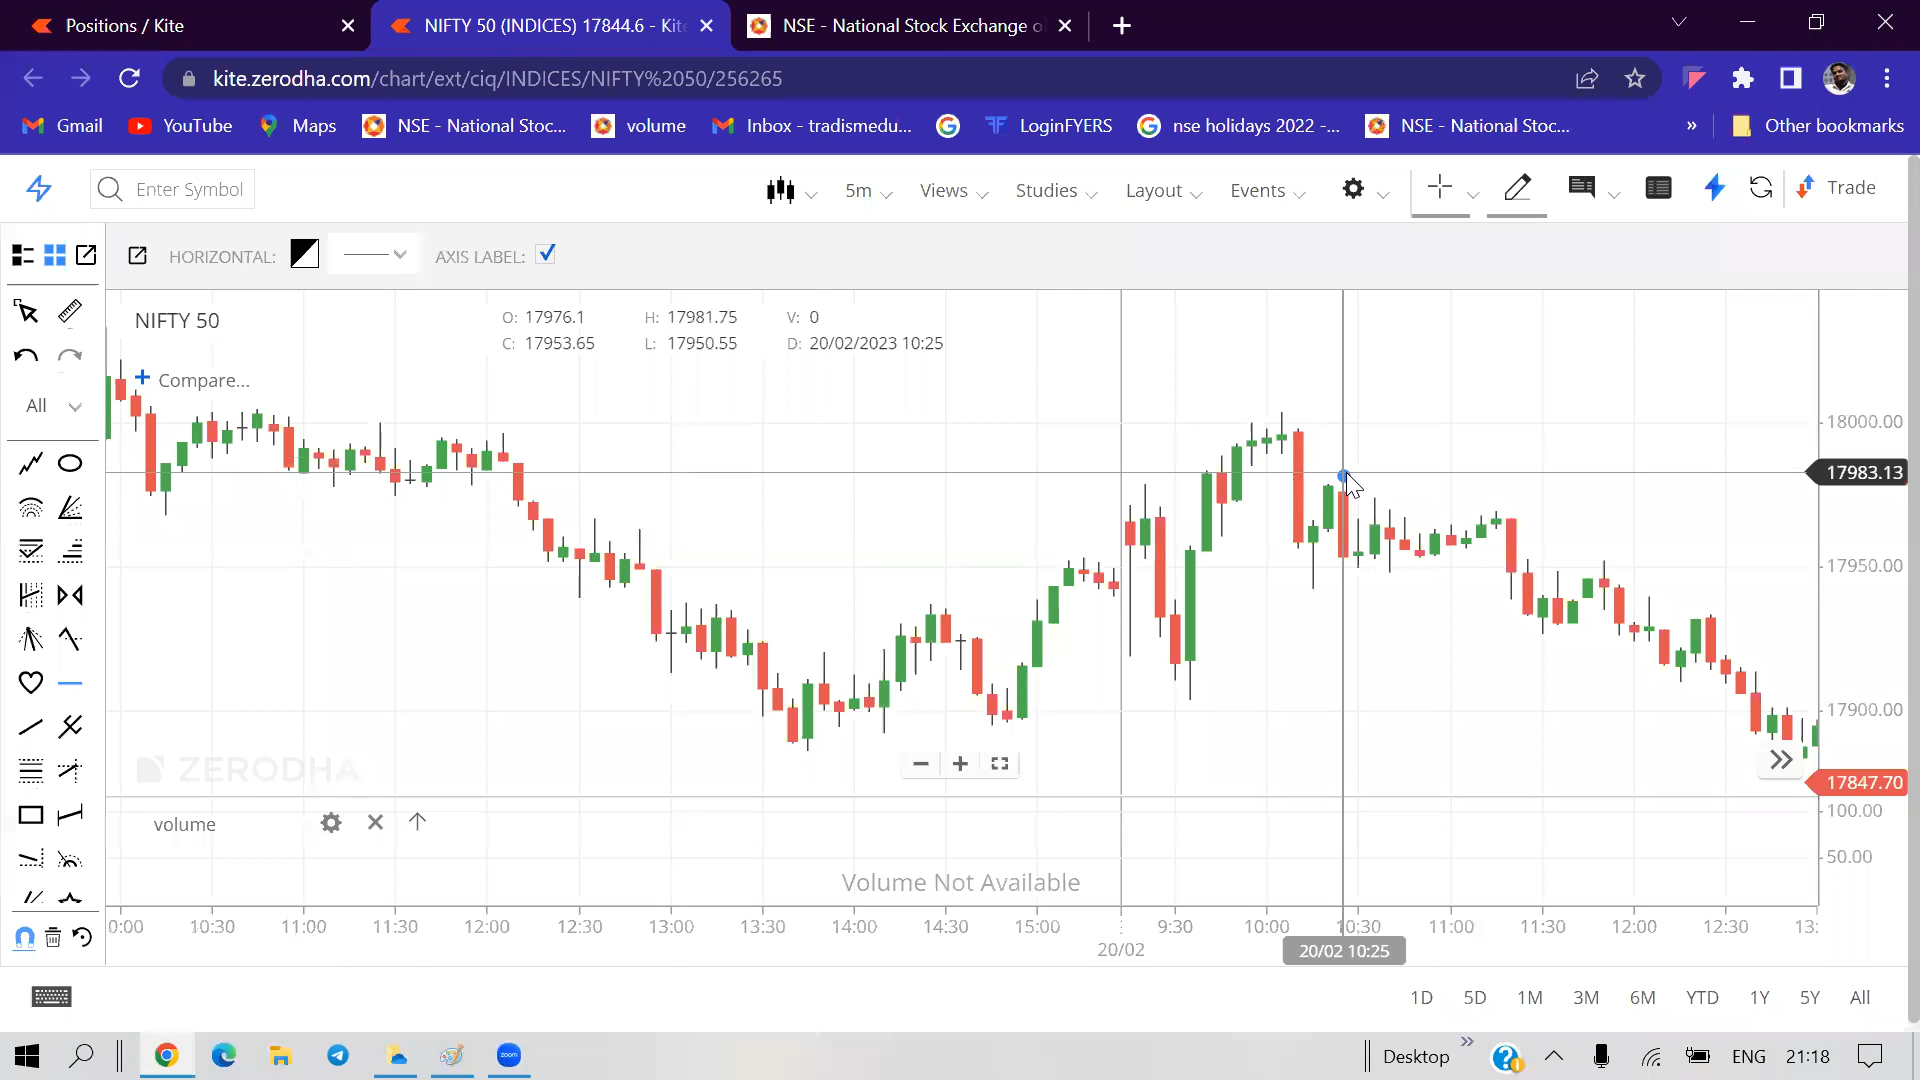 Positions / Kite
NIFTY 50 (INDICES) 17844.6 - Kite
NSE - National Stock Exchange o
kite.zerodha.com/chart/ext/ciq/INDICES/NIFTY%2050/256265
Gmail
YouTube
Maps
NSE - National Stoc...
volume
Inbox - tradismedu...
LoginFYERS
nse holidays 2022 -...
NSE - National Stoc...
»
Other bookmarks
Enter Symbol
5m
Views
Studies
Layout
Events
Trade
HORIZONTAL:
AXIS LABEL:
NIFTY 50
O: 17976.1
H: 17981.75
V: 0
C: 17953.65
L: 17950.55
D: 20/02/2023 10:25
+ Compare...
All
18000.00
17983.13
17950.00
17900.00
17847.70
ZERODHA
volume
100.00
50.00
Volume Not Available
0:00
10:30
11:00
11:30
12:00
12:30
13:00
13:30
14:00
14:30
15:00
9:30
10:00
10:30
11:00
11:30
12:00
12:30
13:
20/02
20/02 10:25
1D
5D
1M
3M
6M
YTD
1Y
5Y
All
zoom
Desktop
»
ENG
21:18